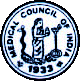 MEDICAL COUNCIL OF INDIA
1933